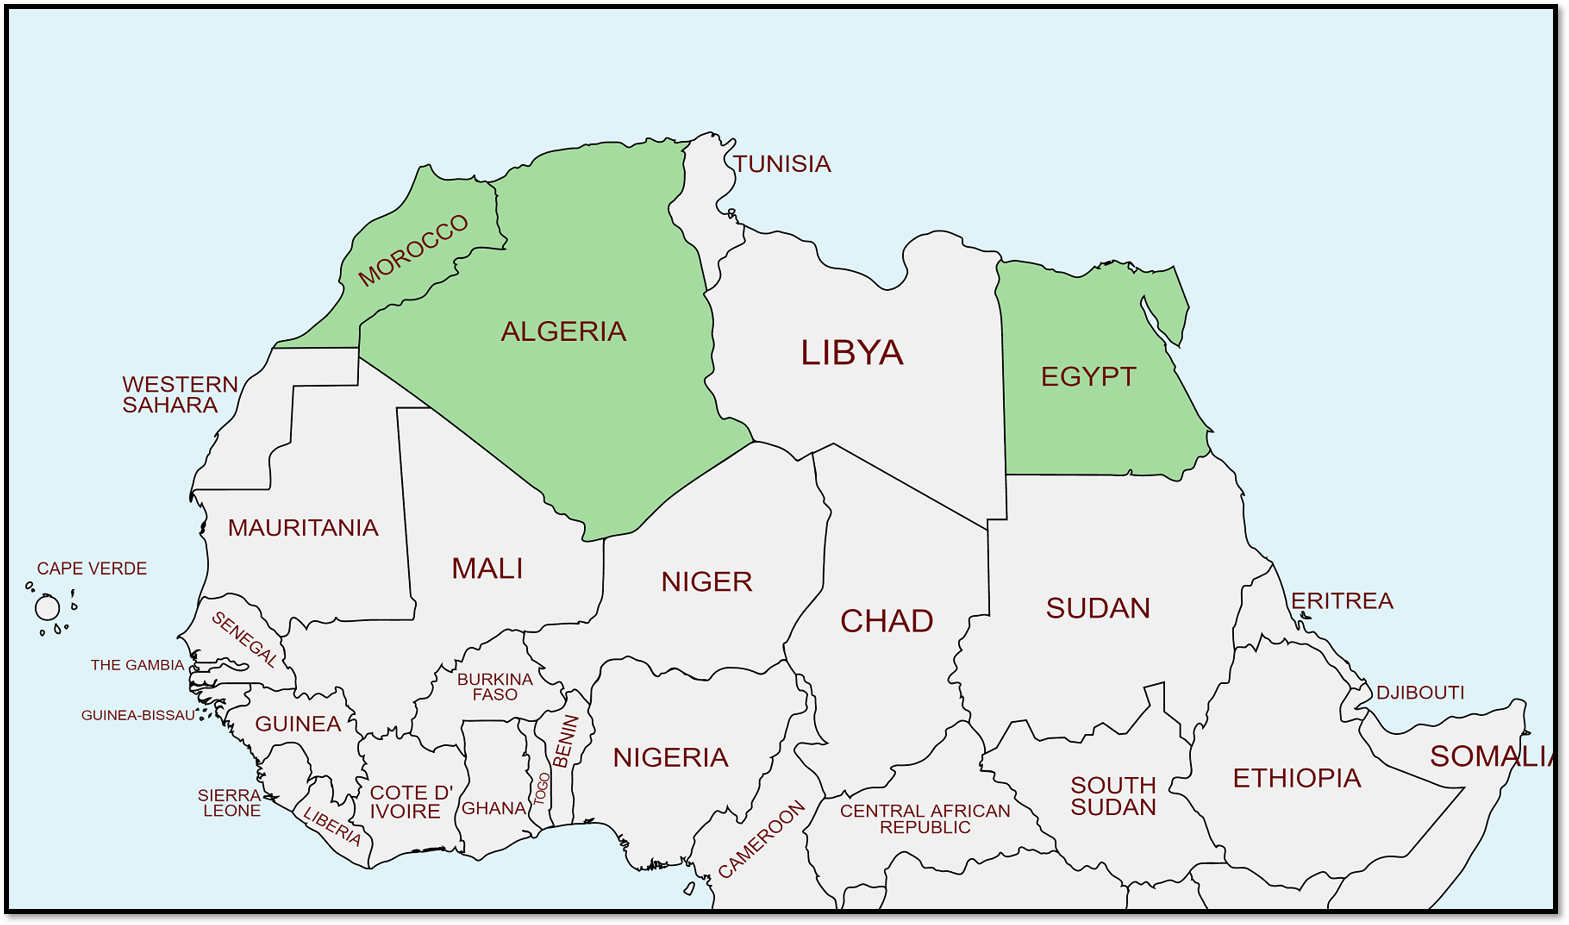 TUNISIA
MOROCCO
ALGERIA
LIBYA
EGYPT
WESTERN
SAHARA
MAURITANIA
CAPE VERDE
MALI
NIGER
CHAD
SUDAN
ERITREA
SENEGAL
THE GAMBIA
BURKINA
FASO
DJIBOUTI
GUINEA-BISSAU
GUINEA
BENIN
NIGERIA
SOMALIA
ETHIOPIA
SOUTH
SUDAN
SIERRA
LEONE
LIBERIA
COTE D'
IVOIRE
GHANA
TOGO
CAMEROON
CENTRAL AFRICAN
REPUBLIC